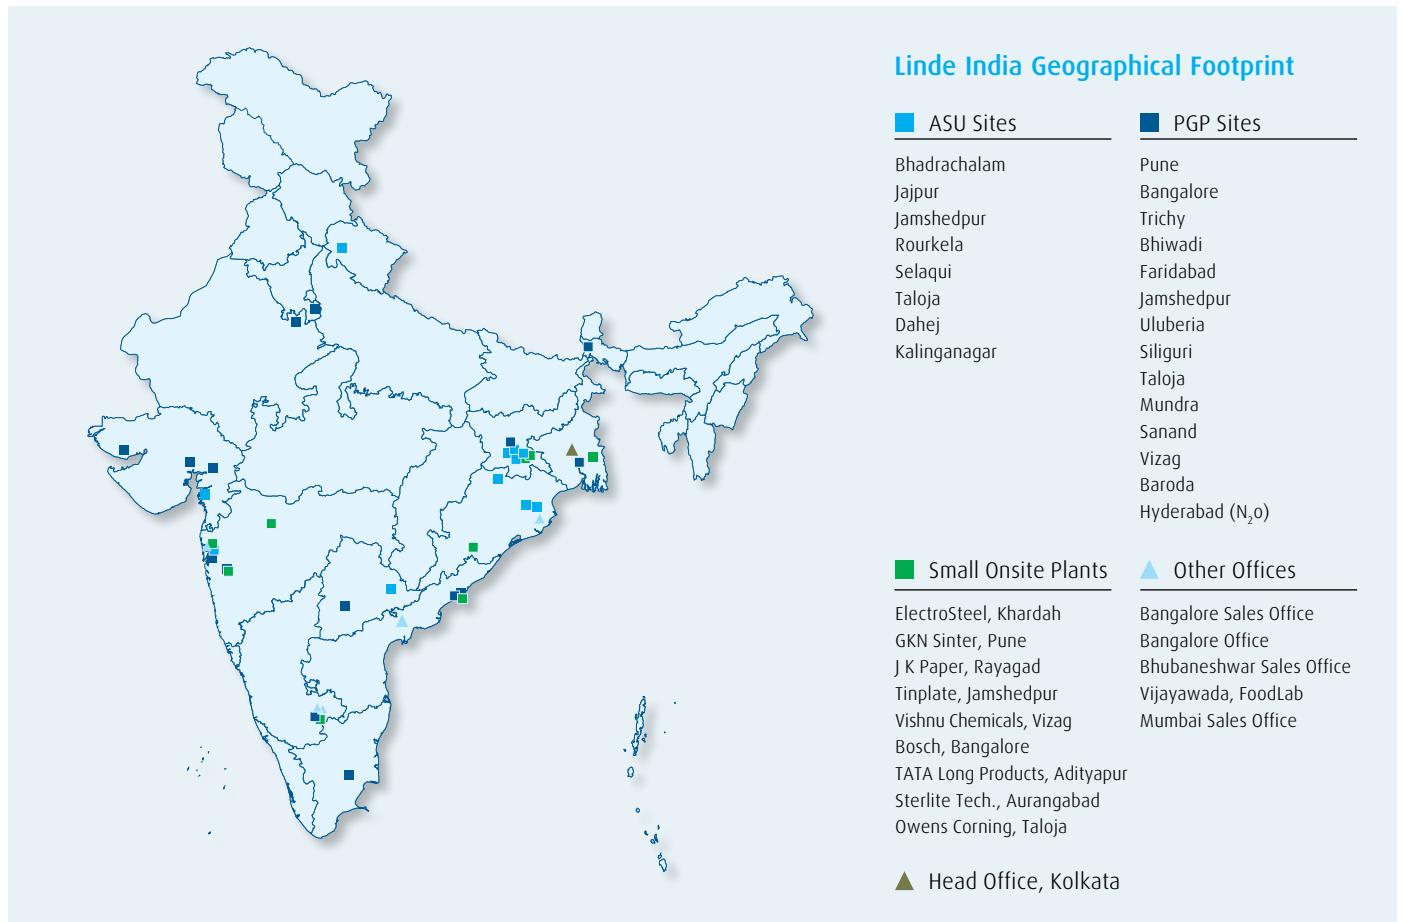 Linde India Geographical Footprint
ASU Sites
Bhadrachalam
Jajpur
Jamshedpur
Rourkela
Selaqui
Taloja
Dahej
Kalinganagar
PGP Sites
Pune
Bangalore
Trichy
Bhiwadi
Faridabad
Jamshedpur
Uluberia
Siliguri
Taloja
Mundra
Sanand
Vizag
Baroda
Hyderabad (N₂o)
Small Onsite Plants
ElectroSteel, Khardah
GKN Sinter, Pune
J K Paper, Rayagad
Tinplate, Jamshedpur
Vishnu Chemicals, Vizag
Bosch, Bangalore
TATA Long Products, Adityapur
Sterlite Tech., Aurangabad
Owens Corning, Taloja
Other Offices
Bangalore Sales Office
Bangalore Office
Bhubaneshwar Sales Office
Vijayawada, FoodLab
Mumbai Sales Office
Head Office, Kolkata